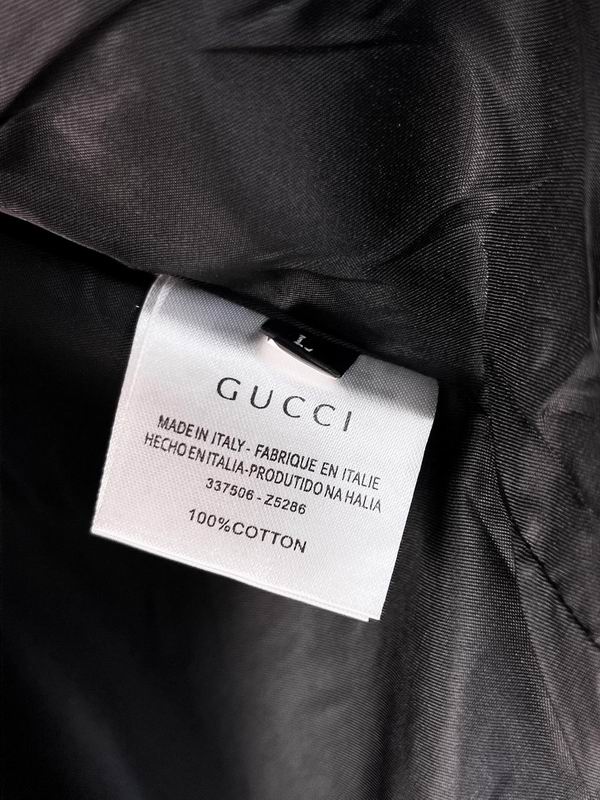 L
GUCCI
MADE IN ITALY - FABRIQUE EN ITALIE
HECHO EN ITALIA-PRODUTIDO NA HALIA
337506 - Z5286
100%COTTON